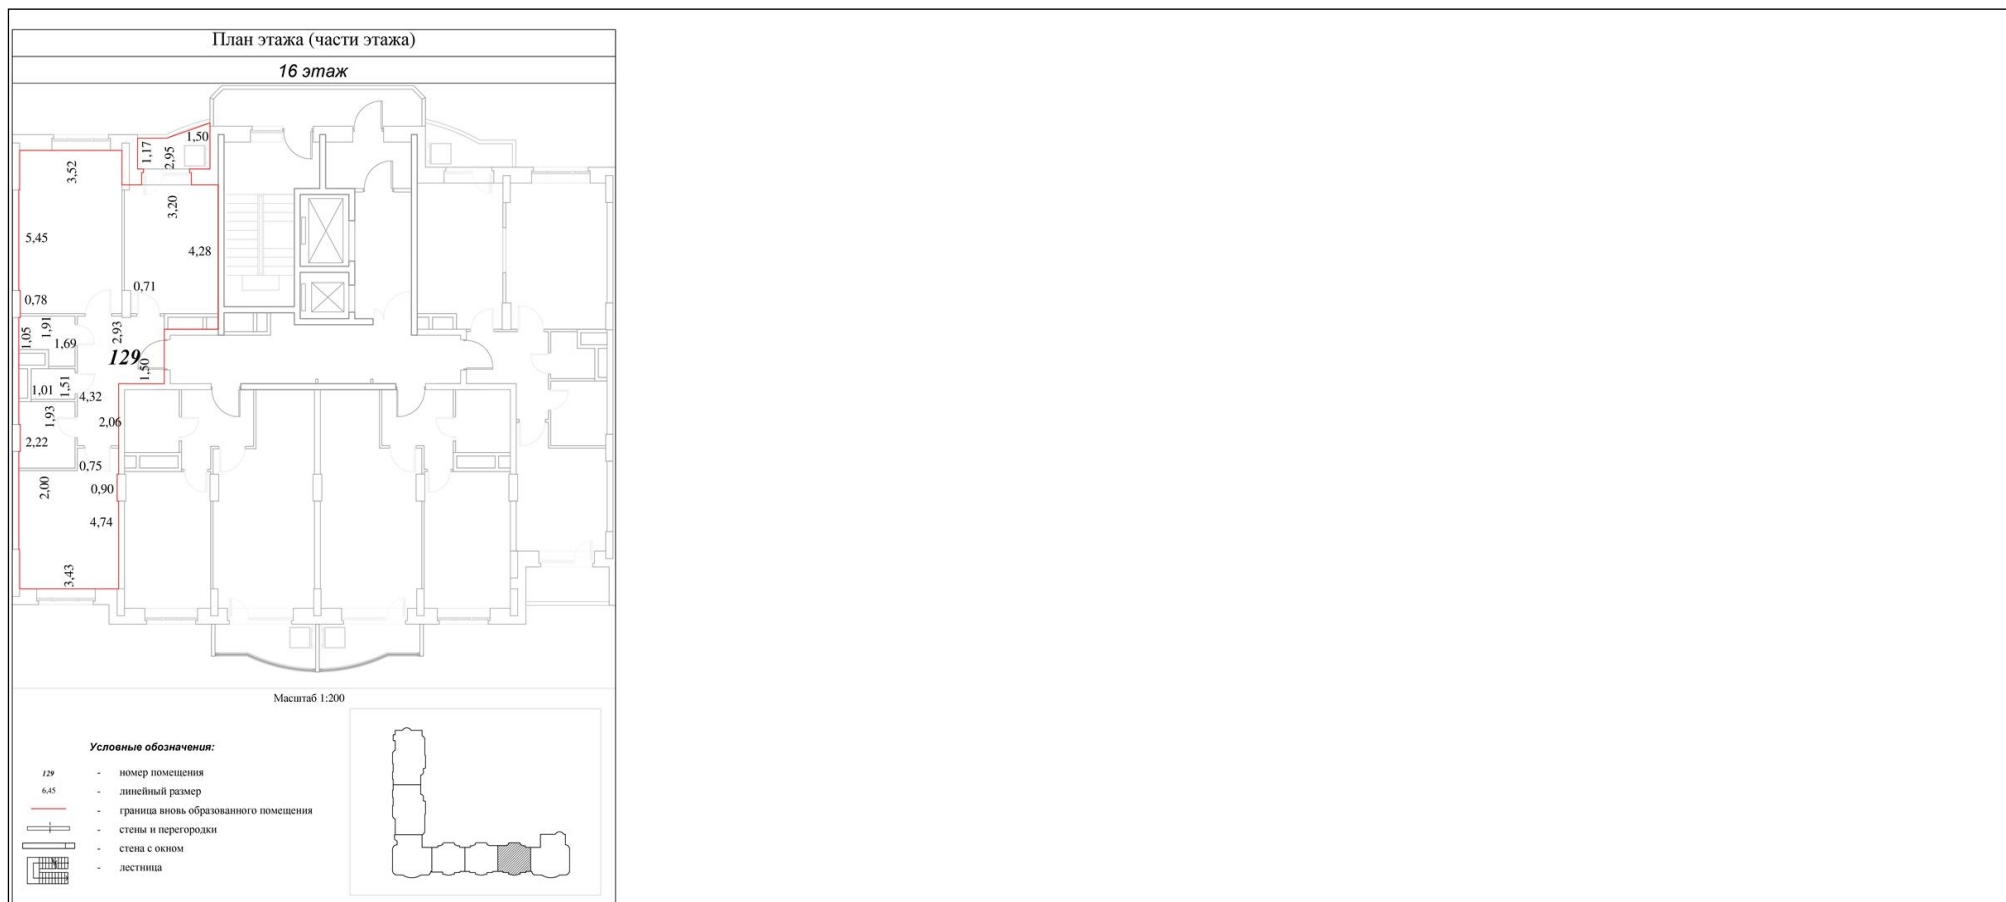 План этажа (части этажа)
16 этаж
1,50
1,17
2,95
3,52
3,20
5,45
4,28
0,71
0,78
1,05
1,91
1,69
2,93
129
1,50
1,01
1,51
4,32
1,93
2,06
2,22
0,75
2,00
0,90
4,74
3,43
Масштаб 1:200
Условные обозначения:
129 - номер помещения
6,45 - линейный размер
- граница вновь образованного помещения
- стены и перегородки
- стена с окном
- лестница